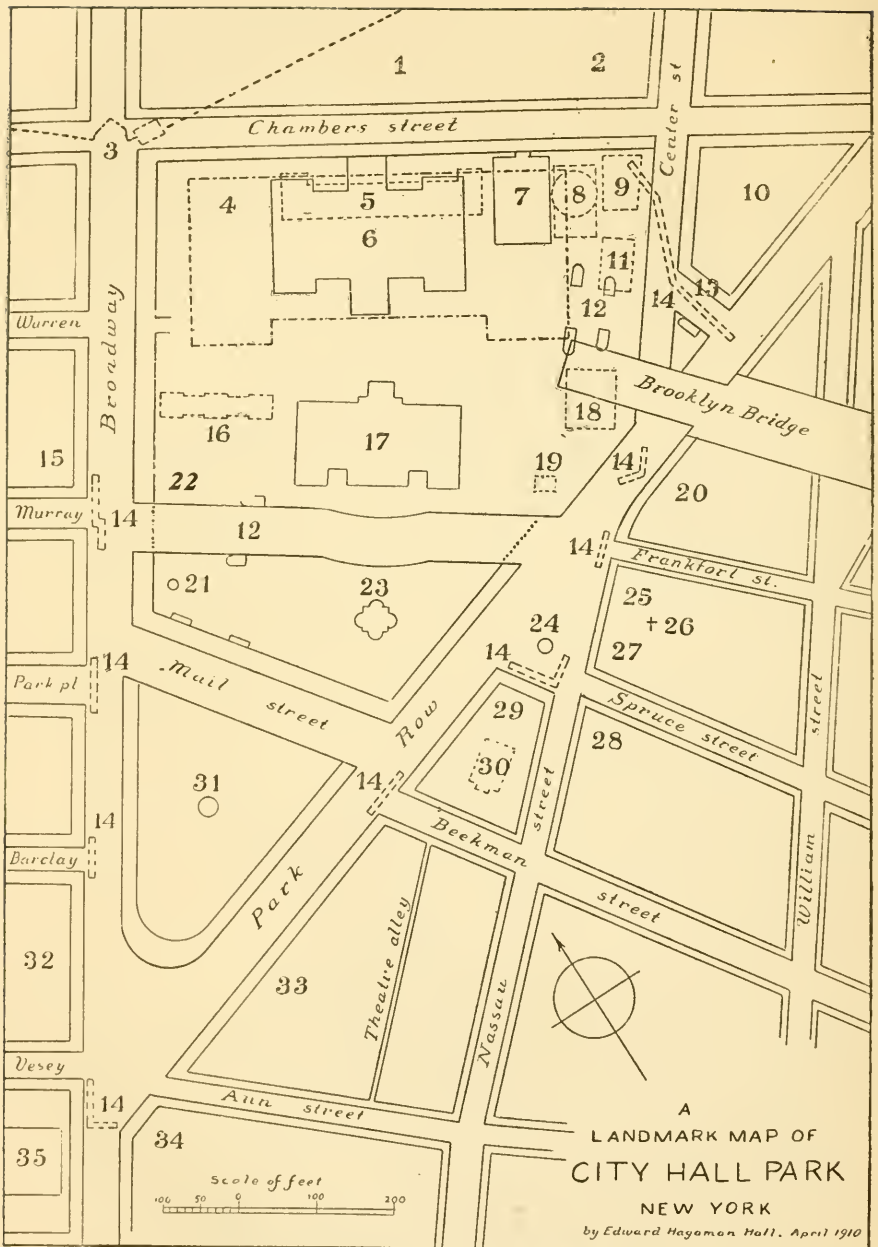 1
2
Center st
3
Chambers street
4
5
6
7
8
9
10
11
12
13
14
Warren
Broadway
Brooklyn Bridge
15
16
17
18
19
14
20
22
Murray
14
12
14
Frankfort st.
21
23
24
25
26
27
14
14
Park pl
Mail
street
Row
29
30
28
Spruce street
street
31
14
14
Beekman
street
street
William
Barclay
Park
32
33
Theatre alley
Nassau
Vesey
14
Ann street
34
35
Scale of feet
100 50 0 100 200
A
LANDMARK MAP OF
CITY HALL PARK
NEW YORK
by Edward Hagaman Hall. April 1910